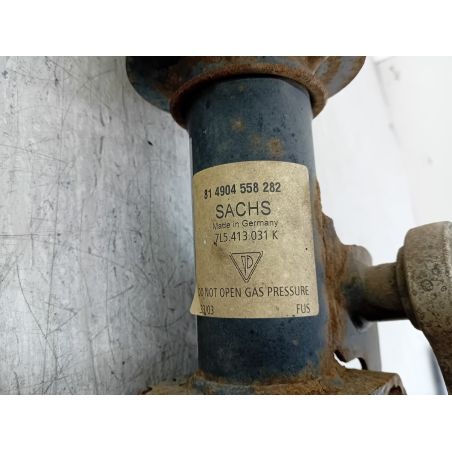 81 4904 558 282
SACHS
Made in Germany
7L5.413.031 K
DO NOT OPEN GAS PRESSURE
FUS